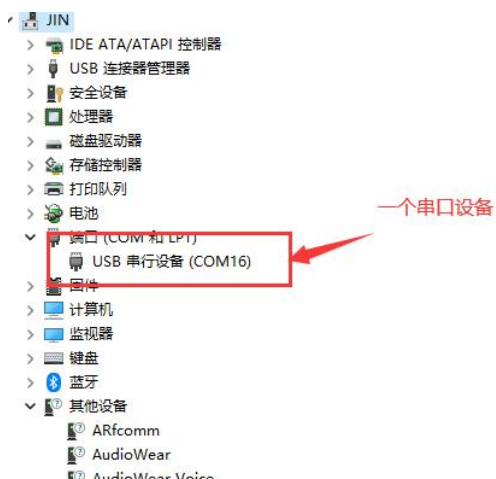 JIN
IDE ATA/ATAPI 控制器
USB 连接器管理器
安全设备
处理器
磁盘驱动器
存储控制器
打印队列
电池
一个串口设备
端口 (COM 和 LPT)
USB 串行设备 (COM16)
固件
计算机
监视器
键盘
蓝牙
其他设备
ARfcomm
AudioWear
AudioWear Voice